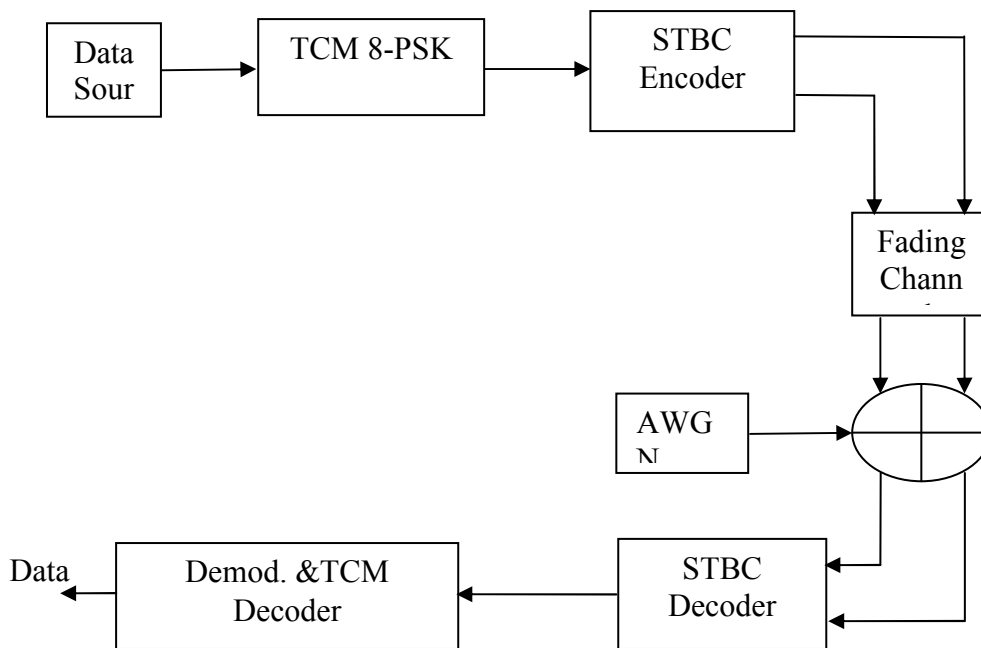 Data
Sour
TCM 8-PSK
STBC
Encoder
Fading
Chann
AWG
N
Data
Demod. &TCM
Decoder
STBC
Decoder